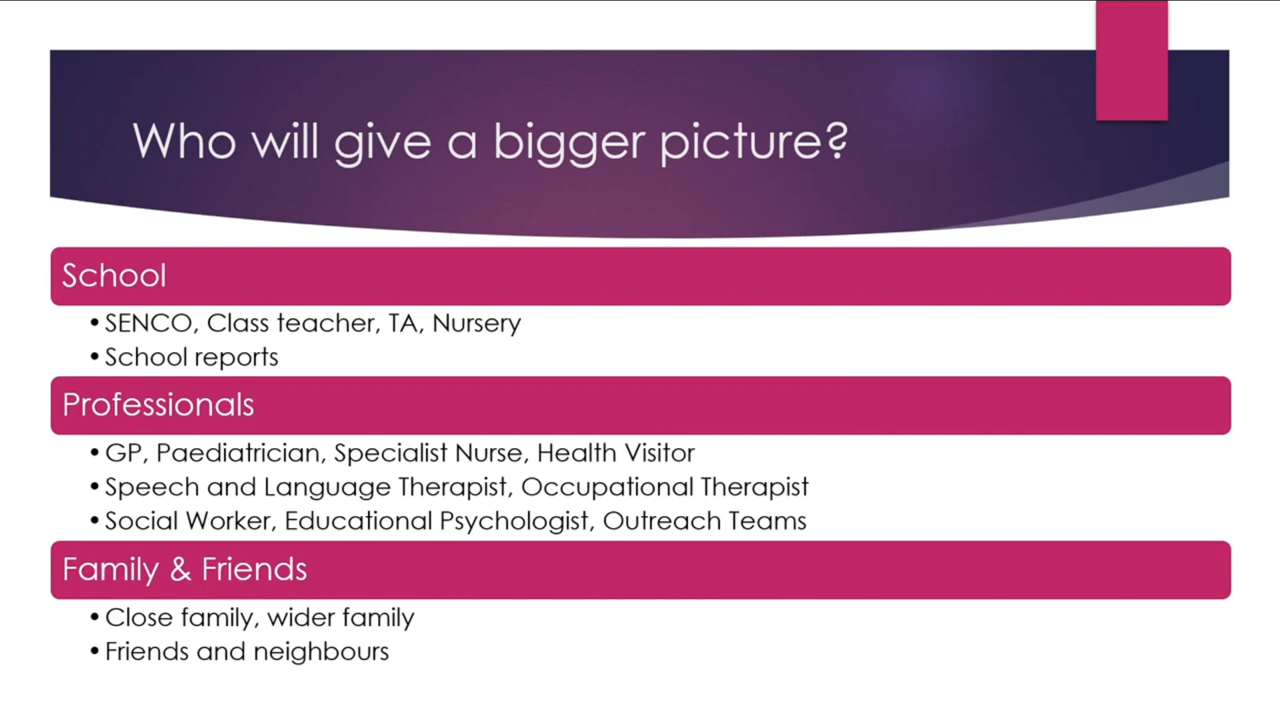 Who will give a bigger picture?
School
• SENCO, Class teacher, TA, Nursery
• School reports
Professionals
• GP, Paediatrician, Specialist Nurse, Health Visitor
• Speech and Language Therapist, Occupational Therapist
• Social Worker, Educational Psychologist, Outreach Teams
Family & Friends
• Close family, wider family
• Friends and neighbours